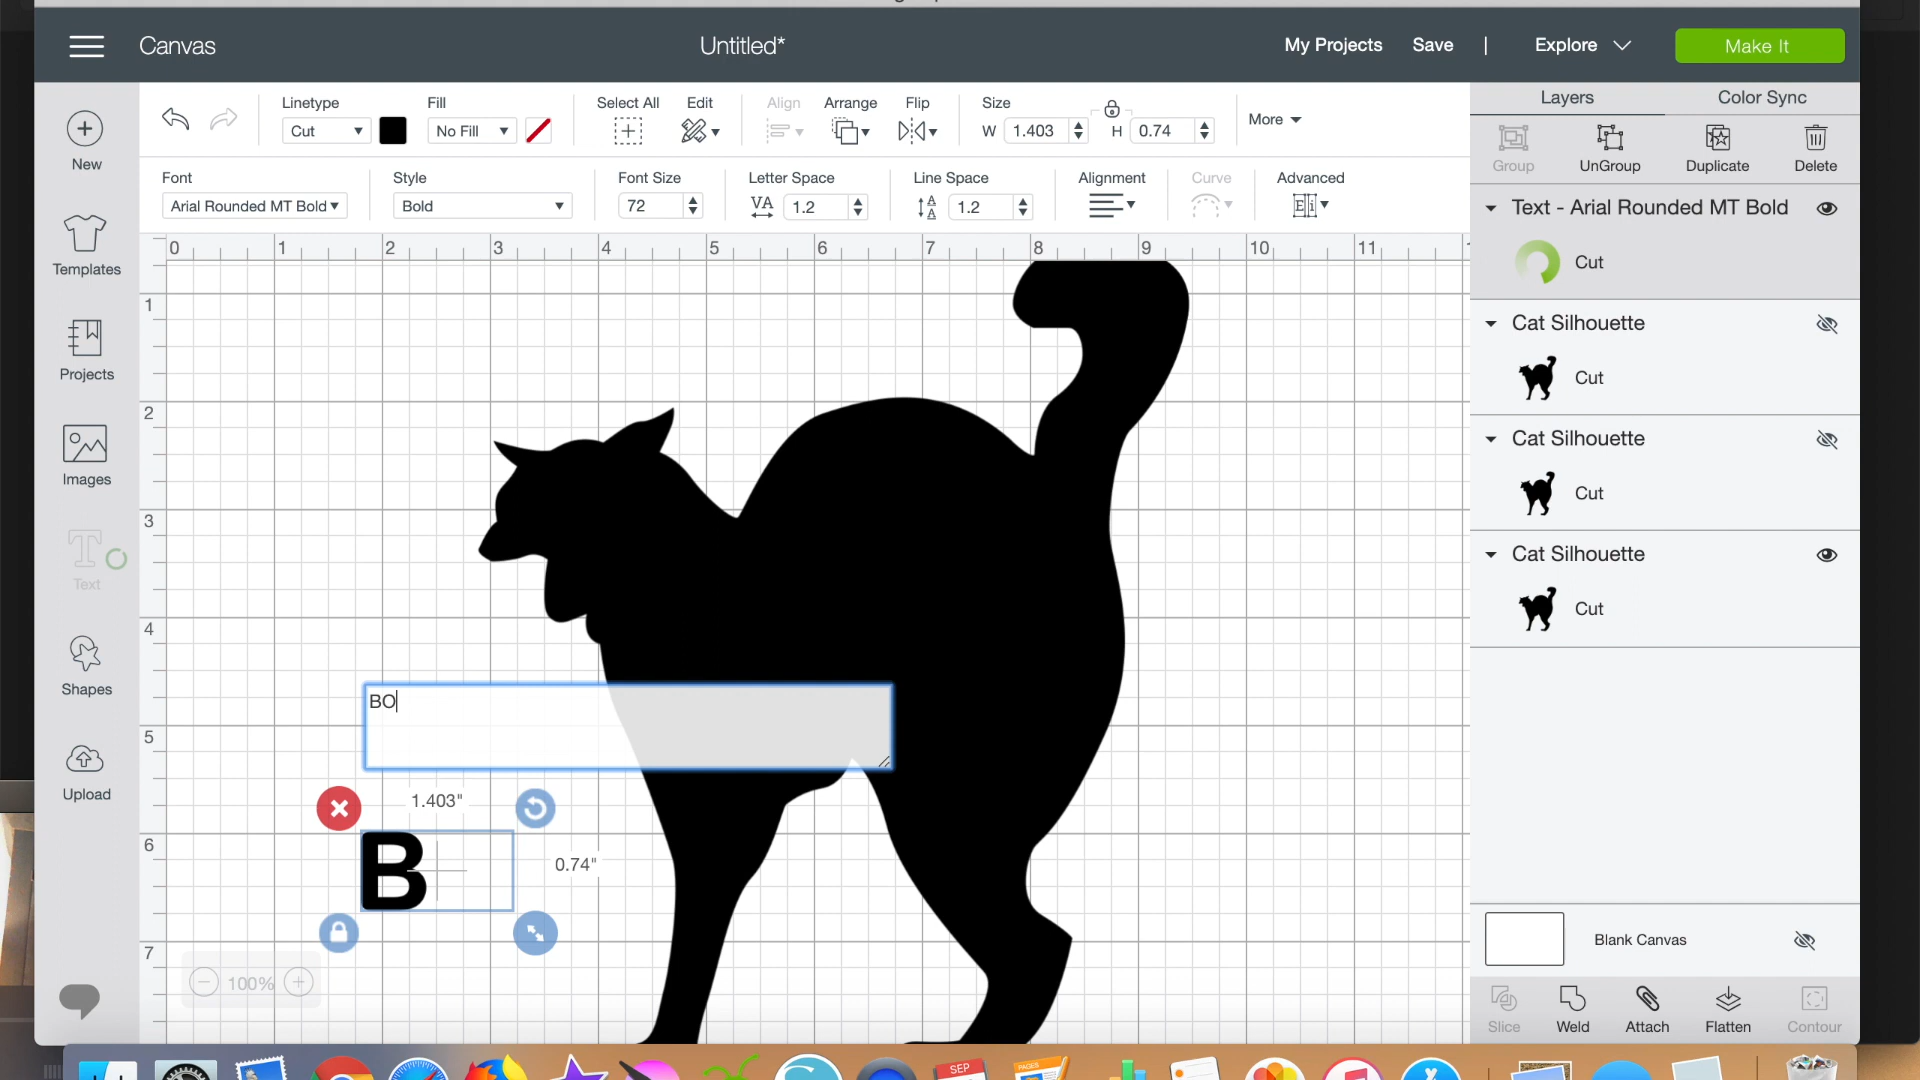 Canvas
Untitled*
My Projects
Save
|
Explore
Make It
New
Templates
Projects
Images
Text
Shapes
Upload
Linetype
Cut
Fill
No Fill
Select All
Edit
Align
Arrange
Flip
Size
W 1.403
H 0.74
More
Font
Arial Rounded MT Bold
Style
Bold
Font Size
72
Letter Space
VA 1.2
Line Space
1.2
Alignment
Curve
Advanced
0 1 2 3 4 5 6 7 8 9 10 11
1
2
3
4
5
6
7
BO
1.403"
0.74"
B
100%
Layers
Color Sync
Group
UnGroup
Duplicate
Delete
Text - Arial Rounded MT Bold
Cut
Cat Silhouette
Cut
Cat Silhouette
Cut
Cat Silhouette
Cut
Blank Canvas
Slice
Weld
Attach
Flatten
Contour
SEP
PAGES